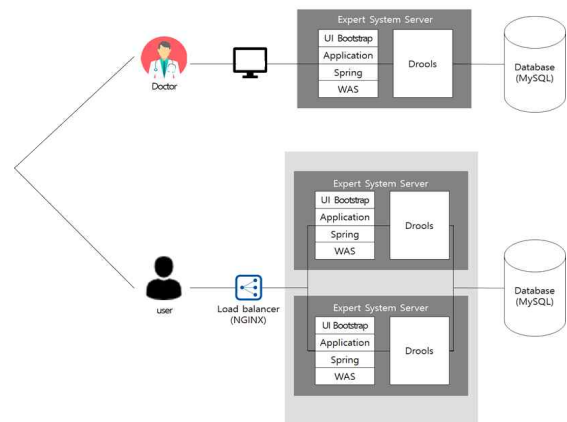 Expert System Server
UI Bootstrap
Application
Spring
WAS
Drools
Database
(MySQL)
Doctor
Expert System Server
UI Bootstrap
Application
Spring
WAS
Drools
user
Load balancer
(NGINX)
Database
(MySQL)
Expert System Server
UI Bootstrap
Application
Spring
WAS
Drools